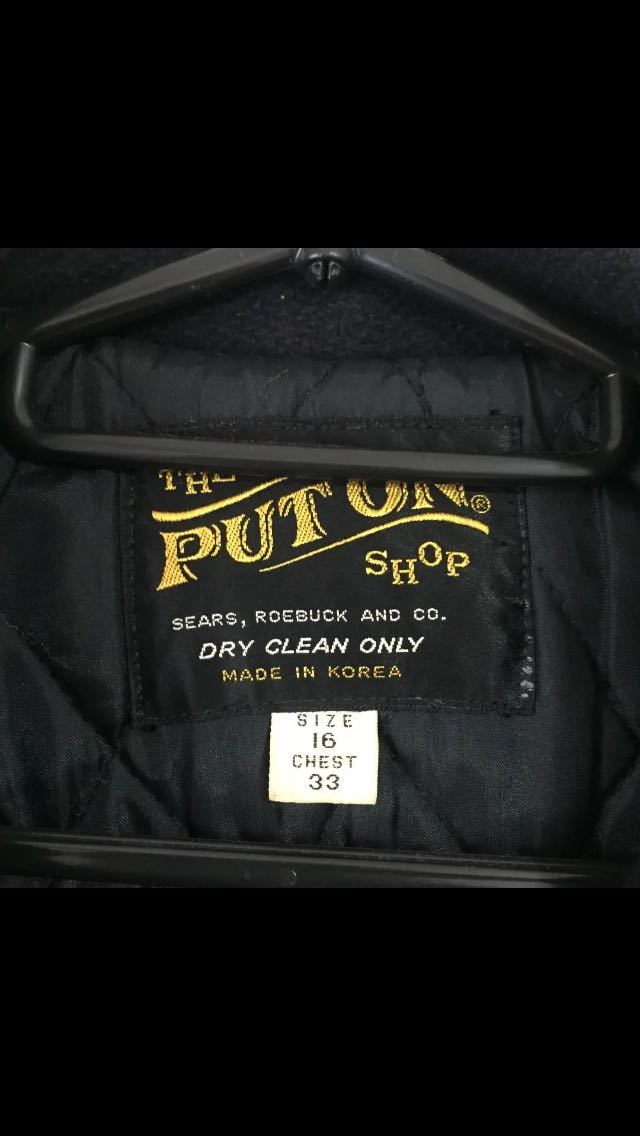 THE
PUT ON®
SHOP
SEARS, ROEBUCK AND CO.
DRY CLEAN ONLY
MADE IN KOREA
SIZE
16
CHEST
33